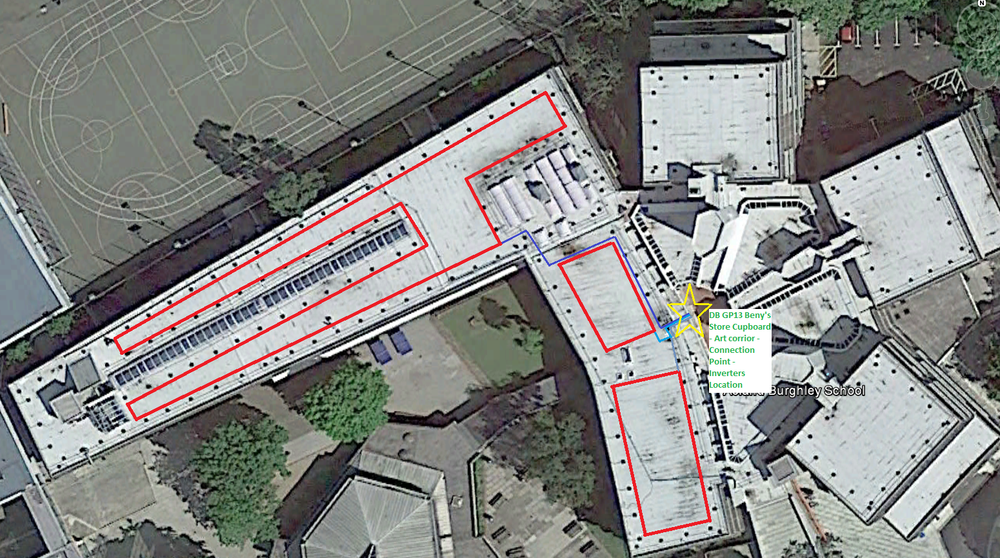 N
DB GP13 Beny's
Store Cupboard
- Art corrior -
Connection
Point -
Inverters
Location
Burghley School